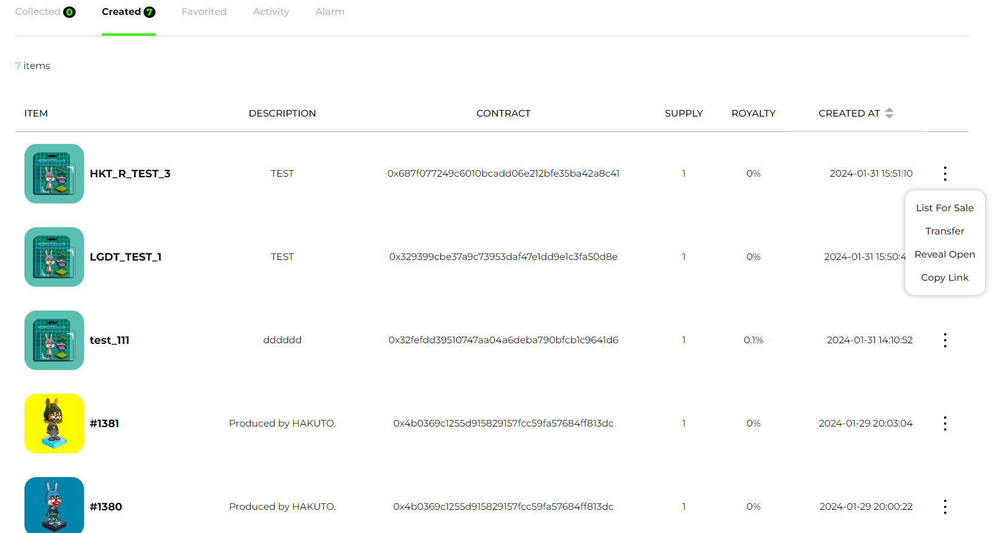 Collected 0 Created 7 Favorited Activity Alarm
7 items
ITEM DESCRIPTION CONTRACT SUPPLY ROYALTY CREATED AT
HKT_R_TEST_3 TEST 0x687f077249c6010bcadd06e212bfe35ba42a8c41 1 0% 2024-01-31 15:51:10
List For Sale
Transfer
Reveal Open
Copy Link
LGDT_TEST_1 TEST 0x329399cbe37a9c73953daf47e1dd9e1c3fa50d8e 1 0% 2024-01-31 15:50:4
test_111 dddddd 0x32fefdd39510747aa04a6deba790bfcb1c9641d6 1 0.1% 2024-01-31 14:10:52
#1381 Produced by HAKUTO. 0x4b0369c1255d915829157fcc59fa57684ff813dc 1 0% 2024-01-29 20:03:04
#1380 Produced by HAKUTO. 0x4b0369c1255d915829157fcc59fa57684ff813dc 1 0% 2024-01-29 20:00:22